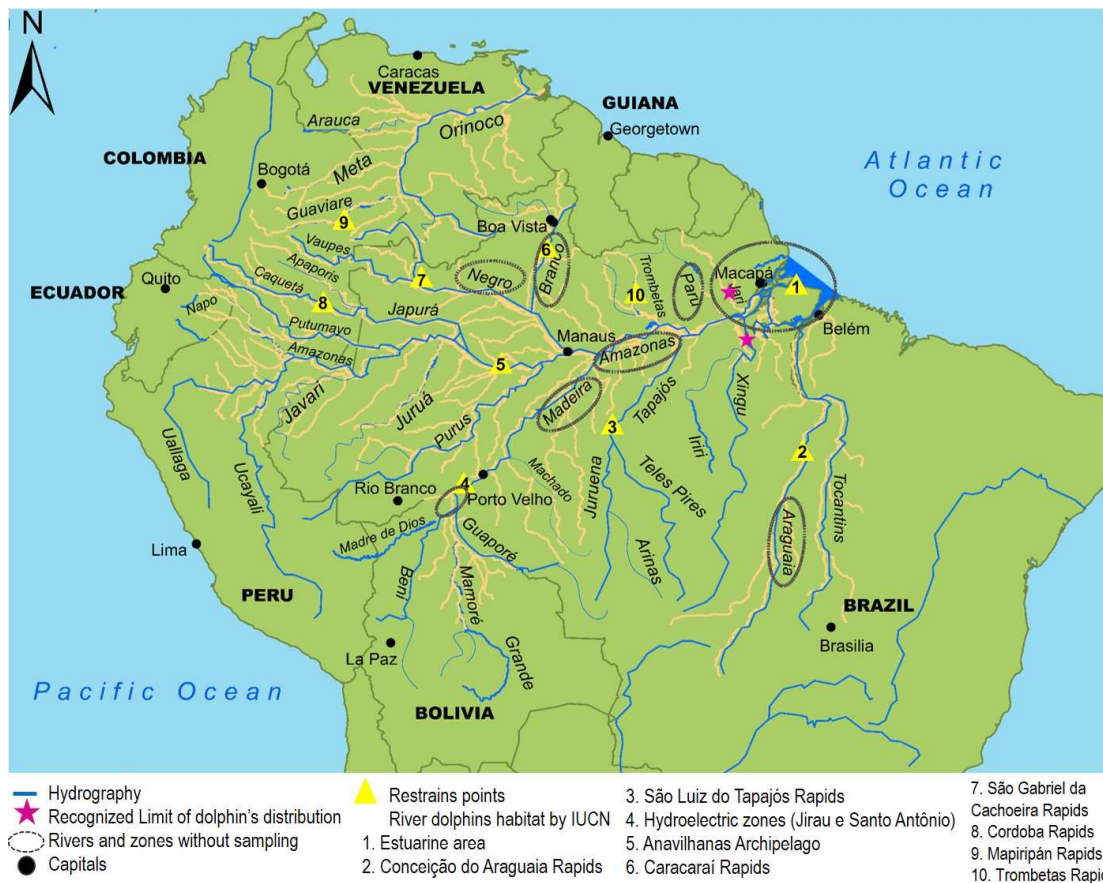 N
Caracas
VENEZUELA
GUIANA
Georgetown
Arauca
Orinoco
COLOMBIA
Atlantic
Ocean
Bogotá
Meta
Guaviare
9
Boa Vista
Vaupes
6
Branco
Apaporis
7
Negro
Trombetas
Paru
Macapá
Jari
1
Quito
ECUADOR
Caquetá
8
10
Napo
Japurá
Belém
Putumayo
Manaus
Amazonas
Amazonas
5
Javari
Juruá
Madeira
Tapajós
Xingu
Purus
3
Iriri
2
Uallaga
Ucayali
4
Machado
Juruena
Teles Pires
Tocantins
Rio Branco
Porto Velho
Madre de Dios
Guaporé
Araguaia
Lima
Arinas
Beni
Mamoré
PERU
BRAZIL
La Paz
Grande
Brasilia
Pacific Ocean
BOLIVIA
Hydrography
Recognized Limit of dolphin's distribution
Rivers and zones without sampling
Capitals
Restrains points
River dolphins habitat by IUCN
1. Estuarine area
2. Conceição do Araguaia Rapids
3. São Luiz do Tapajós Rapids
4. Hydroelectric zones (Jirau e Santo Antônio)
5. Anavilhanas Archipelago
6. Caracaraí Rapids
7. São Gabriel da
Cachoeira Rapids
8. Cordoba Rapids
9. Mapiripán Rapids
10. Trombetas Rapid